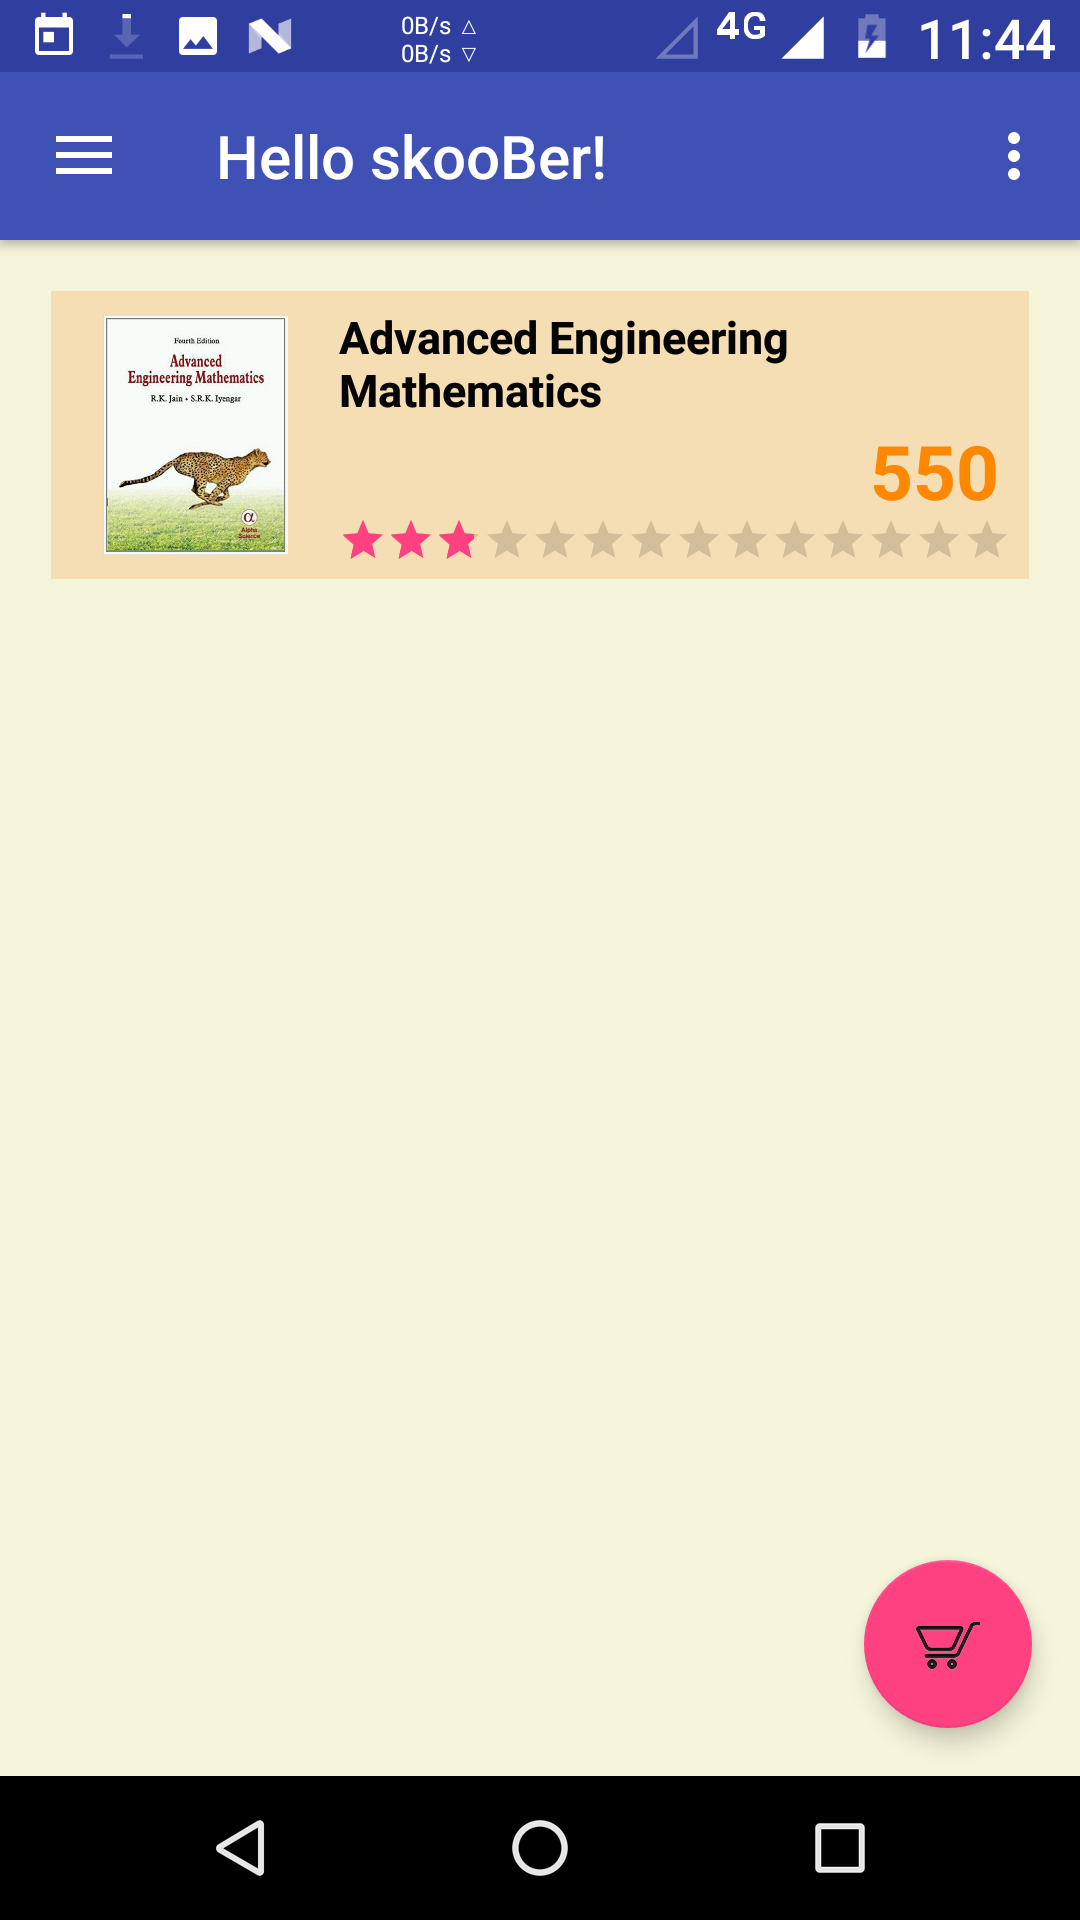 0B/s △
0B/s ▽
4G
11:44
Hello skooBer!
Fourth Edition
Advanced
Engineering Mathematics
R.K. Jain • S.R.K. Iyengar
α
Alpha
Science
Advanced Engineering
Mathematics
550